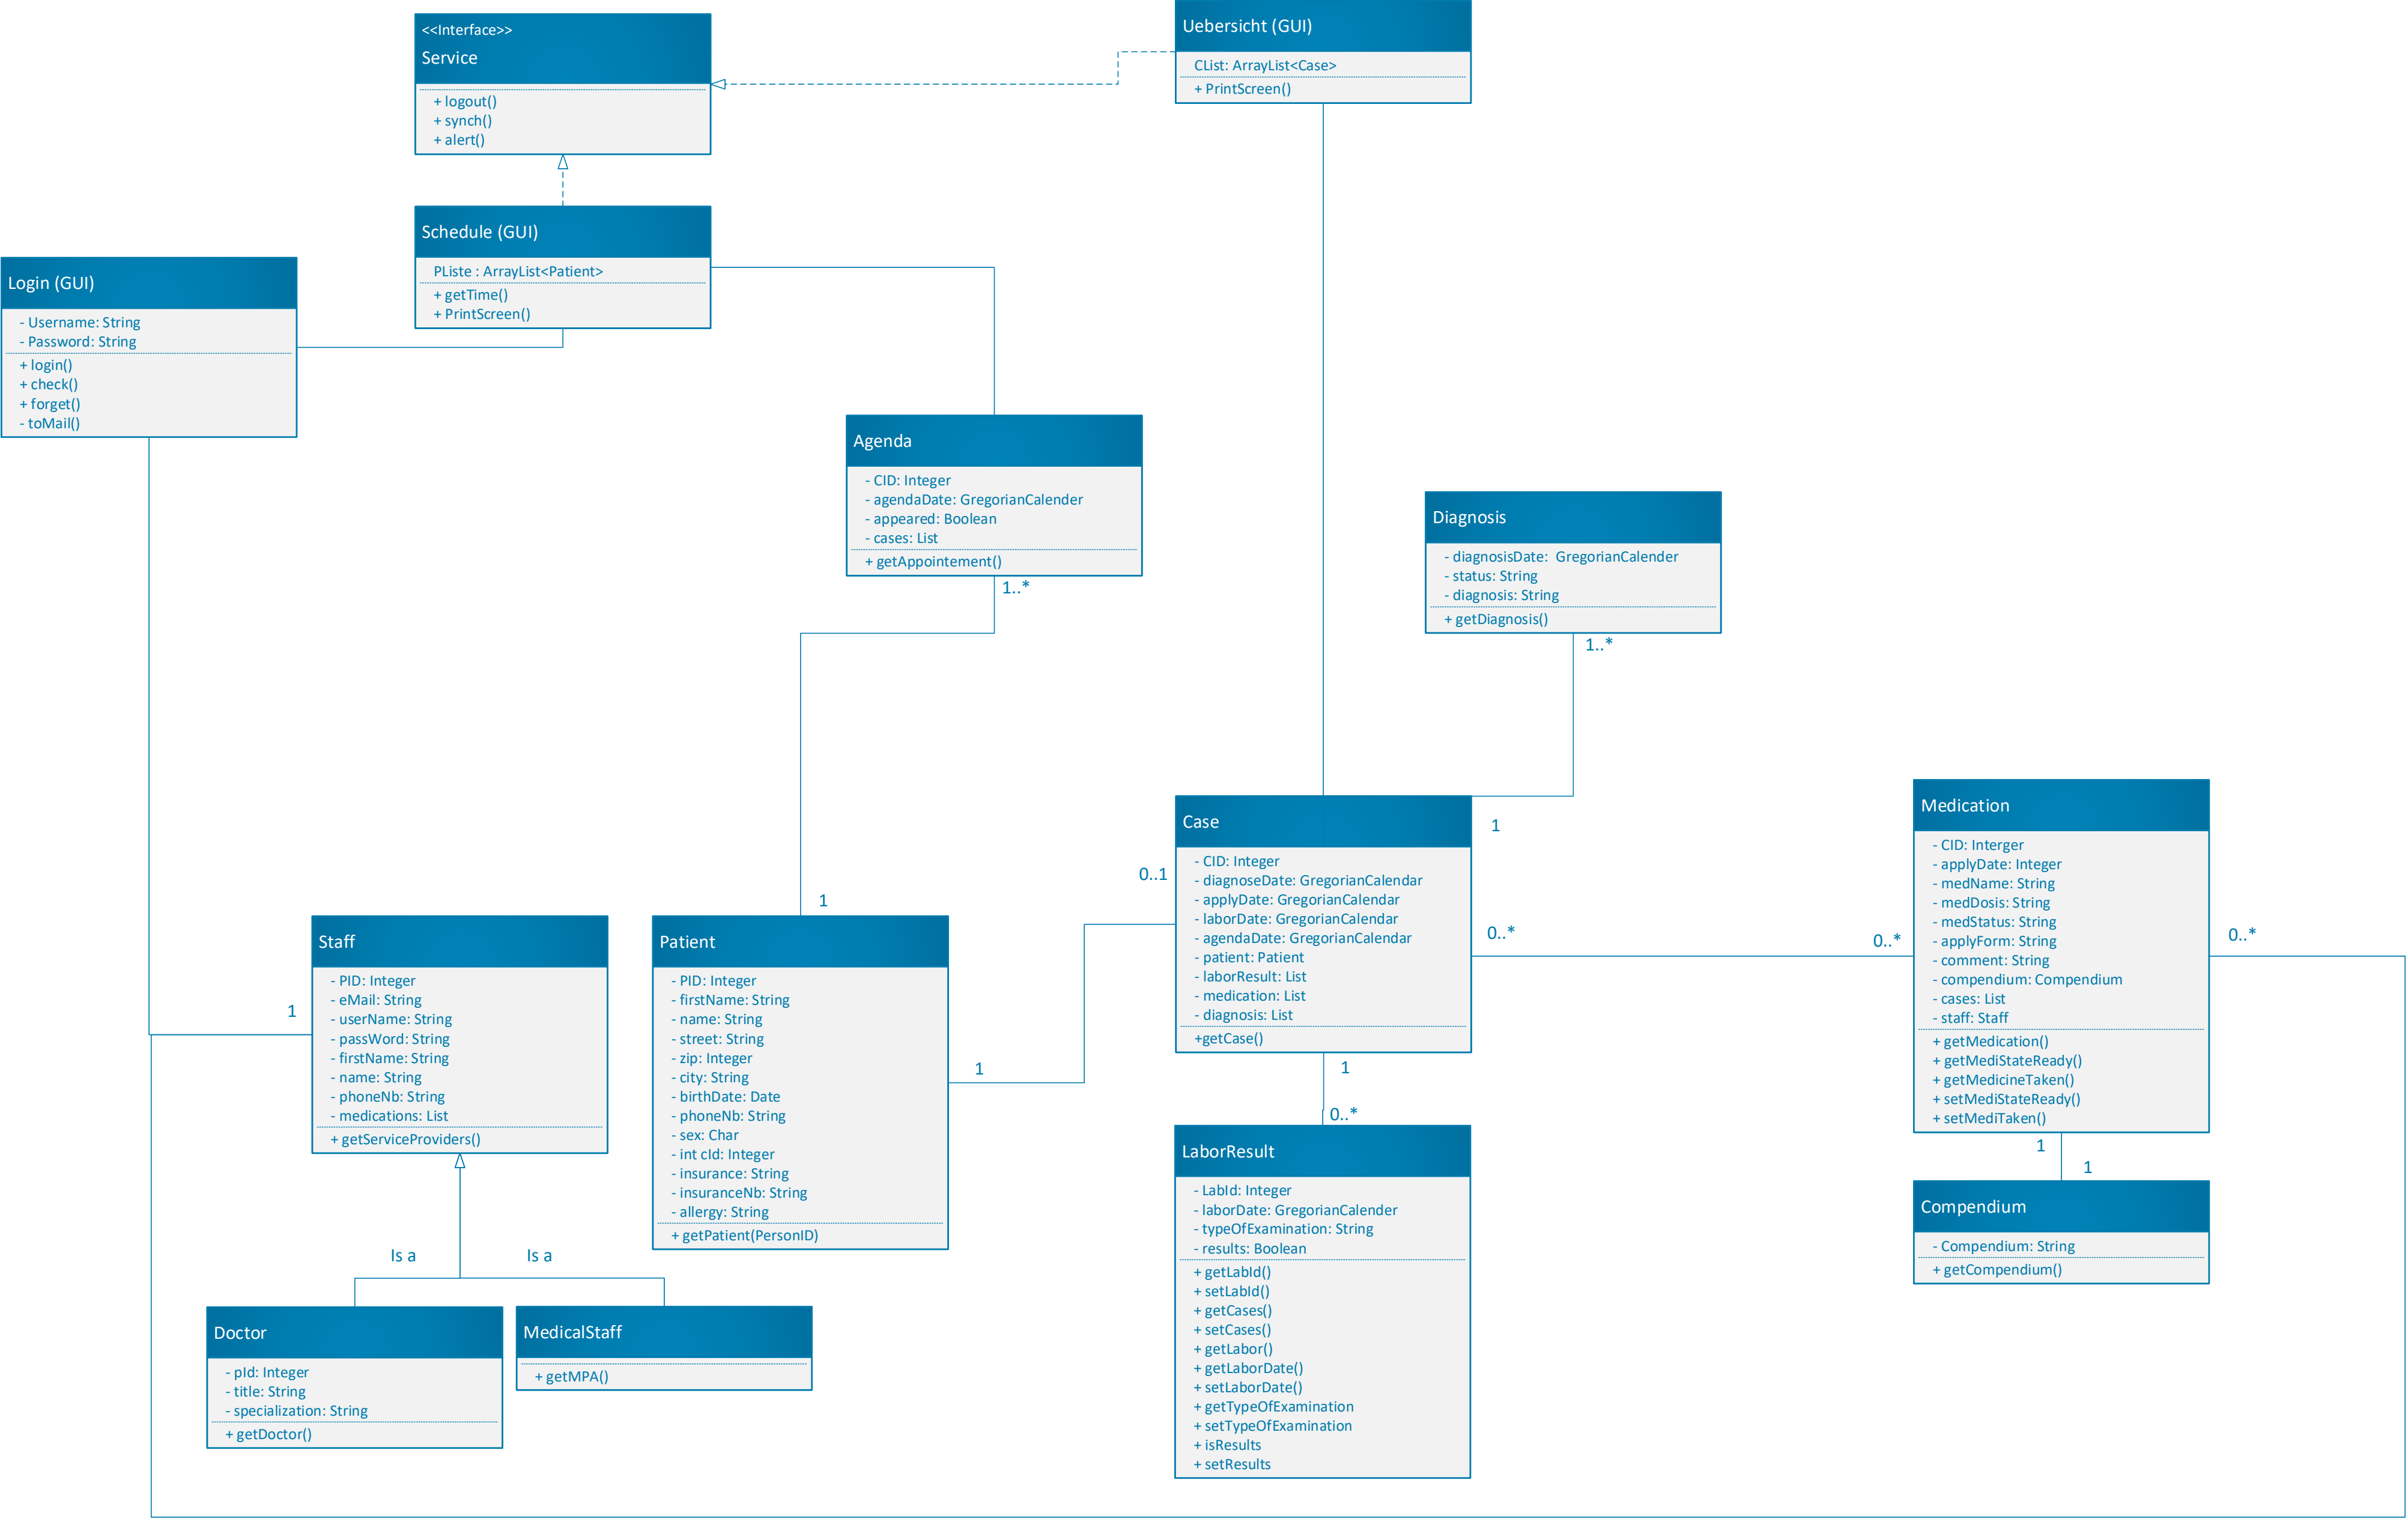 <<Interface>>
Service
+ logout()
+ synch()
+ alert()
Uebersicht (GUI)
CList: ArrayList<Case>
+ PrintScreen()
Schedule (GUI)
PListe : ArrayList<Patient>
+ getTime()
+ PrintScreen()
Login (GUI)
- Username: String
- Password: String
+ login()
+ check()
+ forget()
- toMail()
Agenda
- CID: Integer
- agendaDate: GregorianCalender
- appeared: Boolean
- cases: List
+ getAppointement()
1..*
Diagnosis
- diagnosisDate:  GregorianCalender
- status: String
- diagnosis: String
+ getDiagnosis()
1..*
Case
- CID: Integer
- diagnoseDate: GregorianCalendar
- applyDate: GregorianCalendar
- laborDate: GregorianCalendar
- agendaDate: GregorianCalendar
- patient: Patient
- laborResult: List
- medication: List
- diagnosis: List
+getCase()
1
0..1
0..*
0..*
1
0..*
Medication
- CID: Interger
- applyDate: Integer
- medName: String
- medDosis: String
- medStatus: String
- applyForm: String
- comment: String
- compendium: Compendium
- cases: List
- staff: Staff
+ getMedication()
+ getMediStateReady()
+ getMedicineTaken()
+ setMediStateReady()
+ setMediTaken()
0..*
1
1
Staff
- PID: Integer
- eMail: String
- userName: String
- passWord: String
- firstName: String
- name: String
- phoneNb: String
- medications: List
+ getServiceProviders()
1
Patient
- PID: Integer
- firstName: String
- name: String
- street: String
- zip: Integer
- city: String
- birthDate: Date
- phoneNb: String
- sex: Char
- int cId: Integer
- insurance: String
- insuranceNb: String
- allergy: String
+ getPatient(PersonID)
1
1
LaborResult
- LabId: Integer
- laborDate: GregorianCalender
- typeOfExamination: String
- results: Boolean
+ getLabId()
+ setLabId()
+ getCases()
+ setCases()
+ getLabor()
+ getLaborDate()
+ setLaborDate()
+ getTypeOfExamination
+ setTypeOfExamination
+ isResults
+ setResults
Compendium
- Compendium: String
+ getCompendium()
Is a
Is a
Doctor
- pId: Integer
- title: String
- specialization: String
+ getDoctor()
MedicalStaff
+ getMPA()